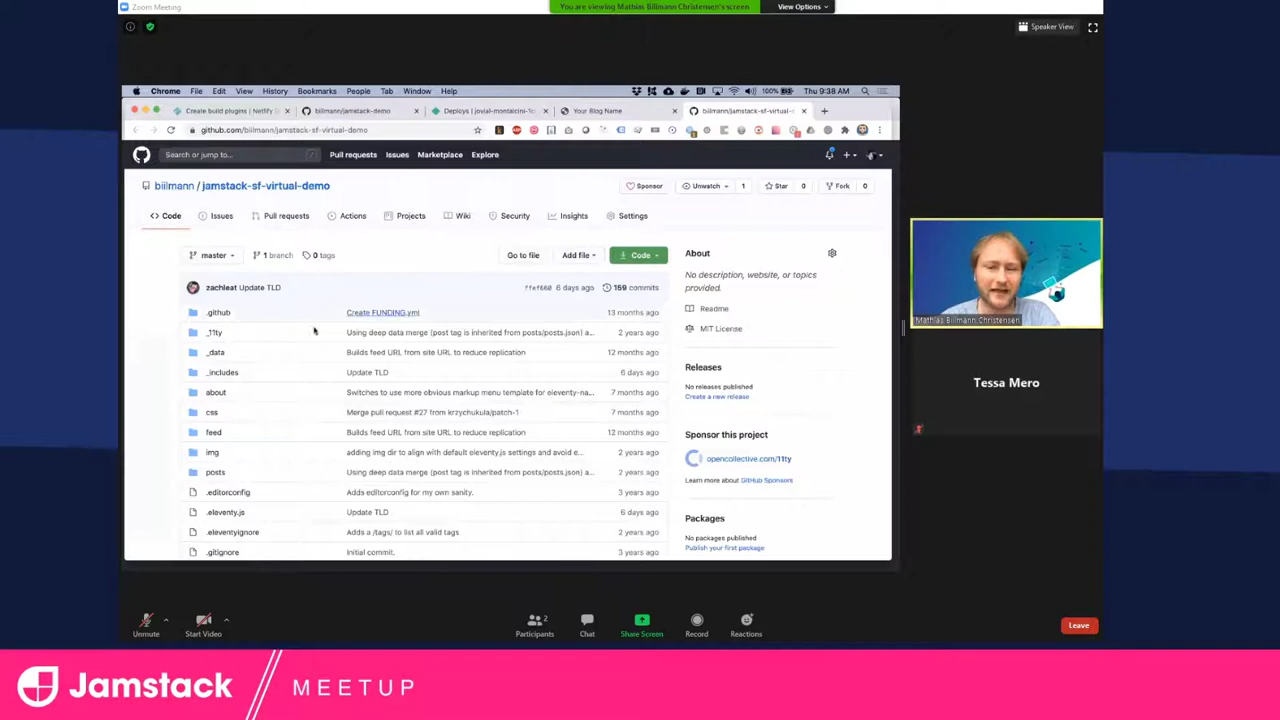 Zoom Meeting
You are viewing Mathias Biilmann Christensen's screen
View Options
Speaker View
Chrome File Edit View History Bookmarks People Tab Window Help
100%
Thu 9:38 AM
Create build plugins | Netlify D
biilmann/jamstack-demo
Deploys | jovial-montalcini-1c
Your Blog Name
biilmann/jamstack-sf-virtual-d
github.com/biilmann/jamstack-sf-virtual-demo
Search or jump to...
/
Pull requests Issues Marketplace Explore
biilmann / jamstack-sf-virtual-demo
Sponsor
Unwatch 1
Star 0
Fork 0
Code Issues Pull requests Actions Projects Wiki Security Insights Settings
master
1 branch
0 tags
Go to file
Add file
Code
zachleat Update TLD
6 days ago
159 commits
.github Create FUNDING.yml 13 months ago
_11ty Using deep data merge (post tag is inherited from posts/posts.json) a... 2 years ago
_data Builds feed URL from site URL to reduce replication 12 months ago
_includes Update TLD 6 days ago
about Switches to use more obvious markup menu template for eleventy-na... 7 months ago
css Merge pull request #27 from krzychukula/patch-1 7 months ago
feed Builds feed URL from site URL to reduce replication 12 months ago
img adding img dir to align with default eleventy.js settings and avoid e... 2 years ago
posts Using deep data merge (post tag is inherited from posts/posts.json) a... 2 years ago
.editorconfig Adds editorconfig for my own sanity. 3 years ago
.eleventy.js Update TLD 6 days ago
.eleventyignore Adds a /tags/ to list all valid tags 2 years ago
.gitignore Initial commit. 3 years ago
About
No description, website, or topics
provided.
Readme
MIT License
Releases
No releases published
Create a new release
Sponsor this project
opencollective.com/11ty
Learn more about GitHub Sponsors
Packages
No packages published
Publish your first package
Mathias Biilmann Christensen
Tessa Mero
Unmute
Start Video
Participants 2
Chat
Share Screen
Record
Reactions
Leave
Jamstack MEETUP